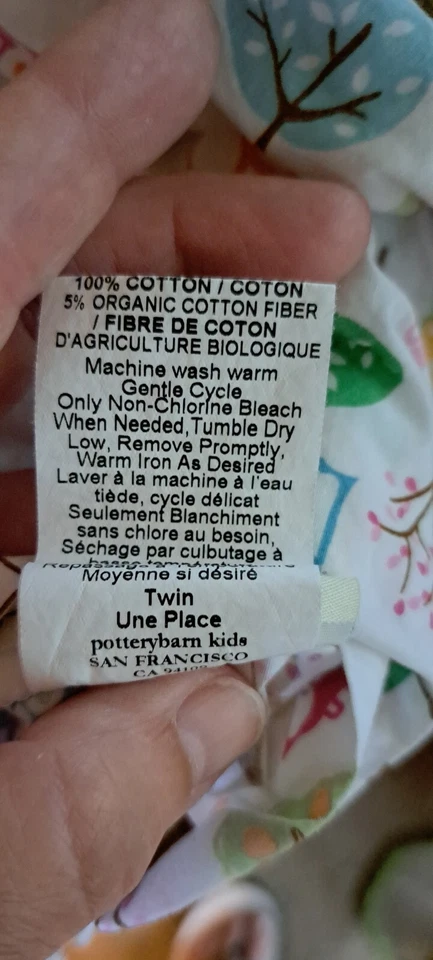 100% COTTON / COTON
5% ORGANIC COTTON FIBER
/ FIBRE DE COTON
D'AGRICULTURE BIOLOGIQUE
Machine wash warm
Gentle Cycle
Only Non-Chlorine Bleach
When Needed,Tumble Dry
Low, Remove Promptly,
Warm Iron As Desired
Laver à la machine à l'eau
tiède, cycle délicat
Seulement Blanchiment
sans chlore au besoin,
Séchage par culbutage à
Moyenne si désiré
Twin
Une Place
potterybarn kids
SAN FRANCISCO
CA